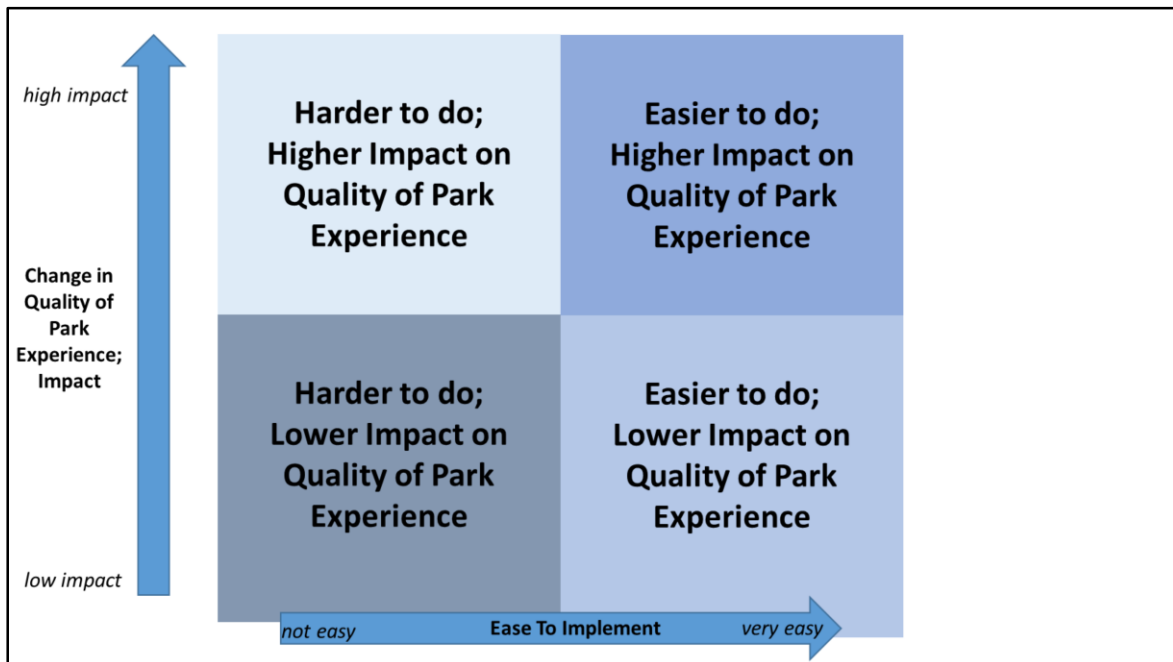 high impact
Harder to do;
Higher Impact on
Quality of Park
Experience
Easier to do;
Higher Impact on
Quality of Park
Experience
Change in
Quality of
Park
Experience;
Impact
Harder to do;
Lower Impact on
Quality of Park
Experience
Easier to do;
Lower Impact on
Quality of Park
Experience
low impact
not easy
Ease To Implement
very easy